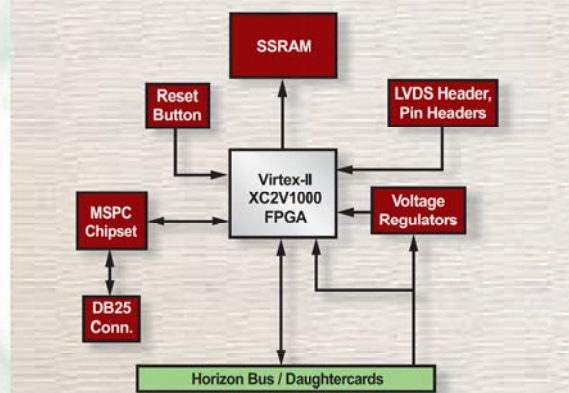 SSRAM
Reset
Button
LVDS Header,
Pin Headers
Virtex-II
XC2V1000
FPGA
MSPC
Chipset
Voltage
Regulators
DB25
Conn.
Horizon Bus / Daughtercards